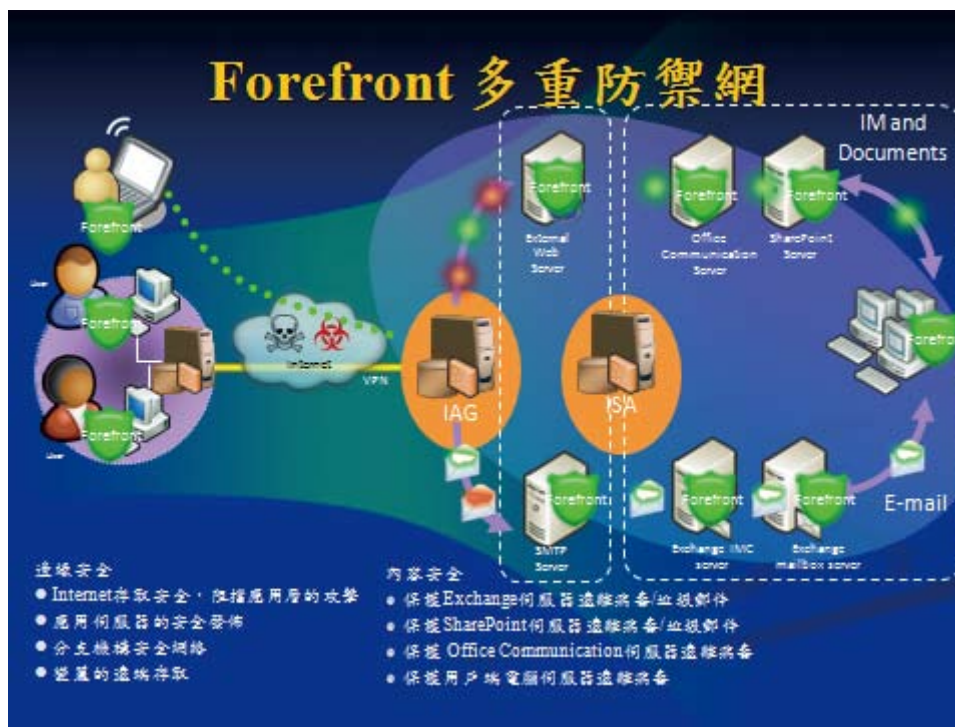 Forefront 多重防禦網
IM and
Documents
Forefront
Forefront
Forefront
Forefront
Forefront
Forefront
External
Web
Server
Office
Communication
Server
SharePoint
Server
User
Forefront
Internet
VPN
IAG
ISA
Forefront
User
Forefront
Forefront
Forefront
E-mail
SMTP
Server
Exchange IMC
server
Exchange
mailbox server
邊緣安全
● Internet存取安全,阻擋應用層的攻擊
● 應用伺服器的安全發佈
● 分支機構安全網絡
● 的遠端存取
內容安全
● 保護Exchange伺服器遠離病毒/垃圾郵件
● 保護SharePoint伺服器遠離病毒/垃圾郵件
● 保護 Office Communication伺服器遠離病毒
● 保護用戶端電腦伺服器遠離病毒